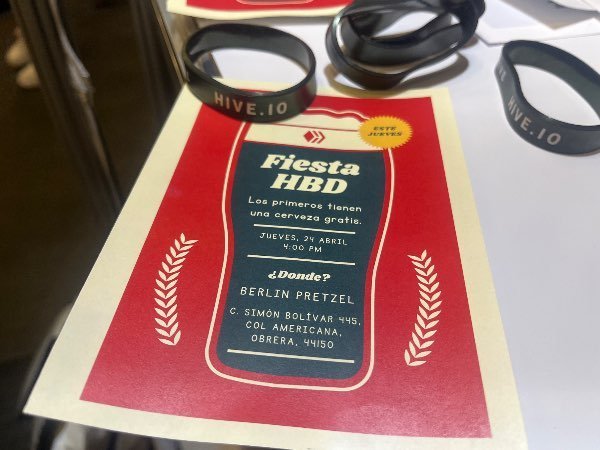 HIVE.IO
HIVE.IO
ESTE
JUEVES
Fiesta
HBD
Los primeros tienen
una cerveza gratis.
JUEVES, 24 ABRIL
4:00 PM
¿Donde?
BERLIN PRETZEL
C. SIMÓN BOLÍVAR 445,
COL AMERICANA,
OBRERA, 44150